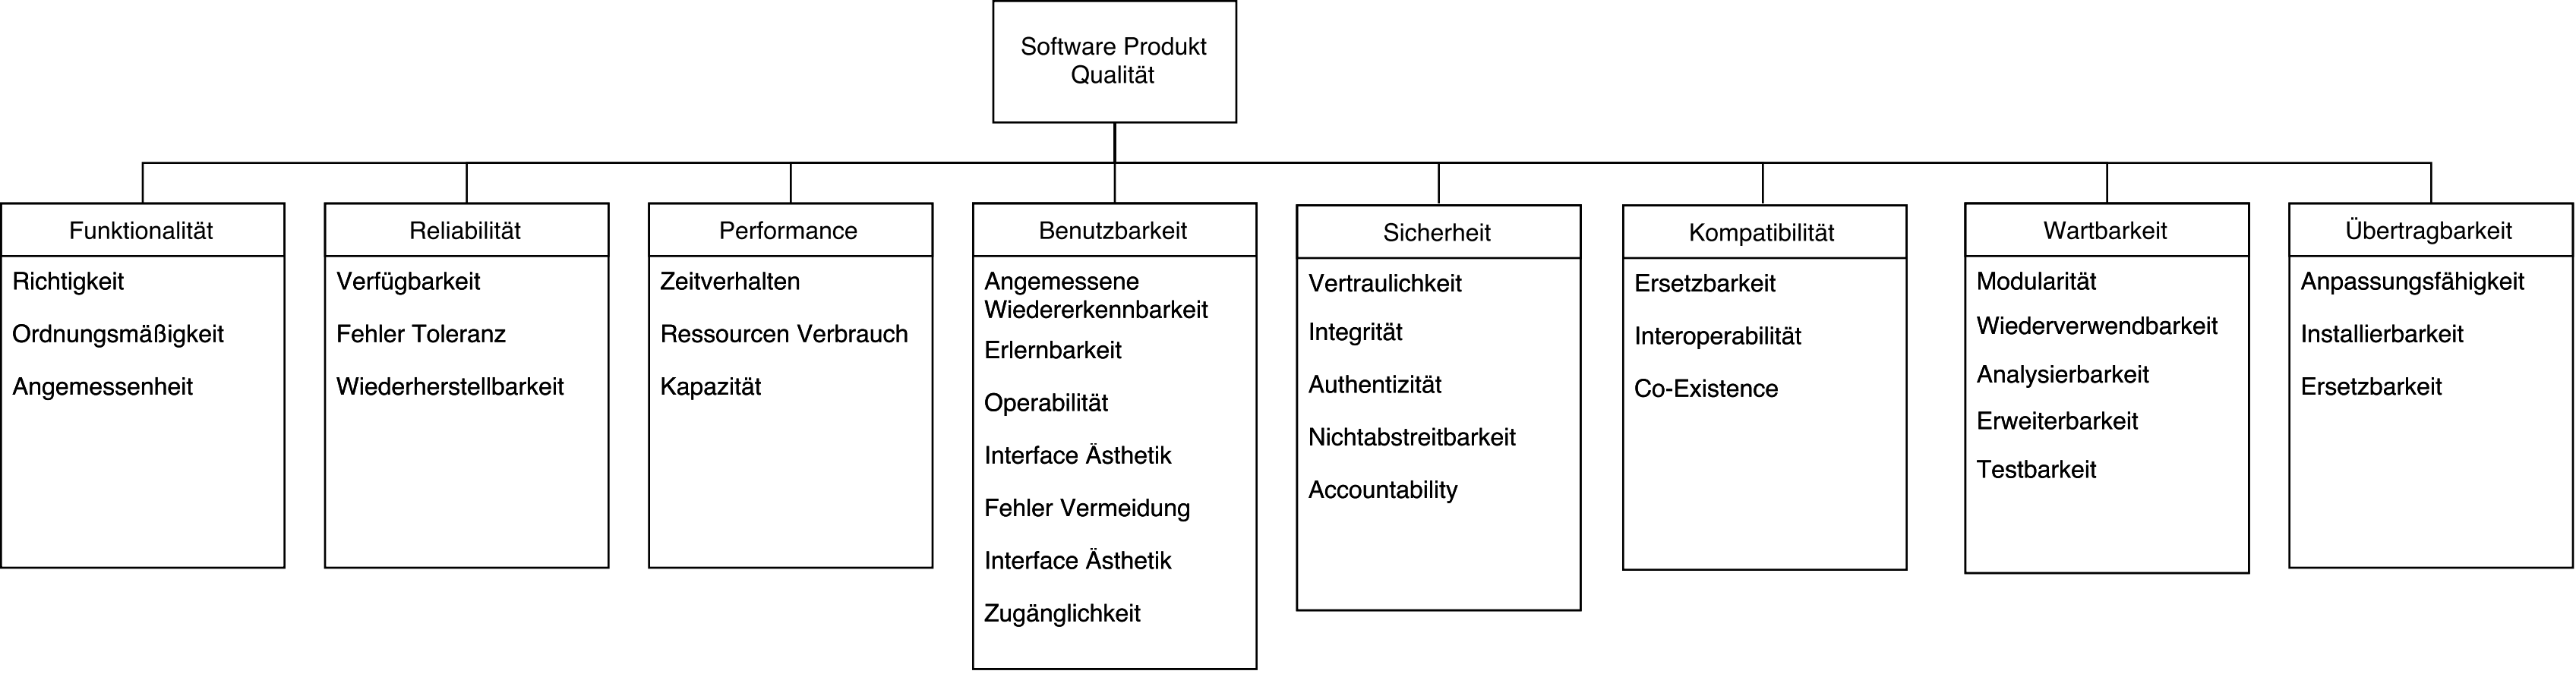 Software Produkt
Qualität
Funktionalität
Richtigkeit
Ordnungsmäßigkeit
Angemessenheit
Reliabilität
Verfügbarkeit
Fehler Toleranz
Wiederherstellbarkeit
Performance
Zeitverhalten
Ressourcen Verbrauch
Kapazität
Benutzbarkeit
Angemessene
Wiedererkennbarkeit
Erlernbarkeit
Operabilität
Interface Ästhetik
Fehler Vermeidung
Interface Ästhetik
Zugänglichkeit
Sicherheit
Vertraulichkeit
Integrität
Authentizität
Nichtabstreitbarkeit
Accountability
Kompatibilität
Ersetzbarkeit
Interoperabilität
Co-Existence
Wartbarkeit
Modularität
Wiederverwendbarkeit
Analysierbarkeit
Erweiterbarkeit
Testbarkeit
Übertragbarkeit
Anpassungsfähigkeit
Installierbarkeit
Ersetzbarkeit